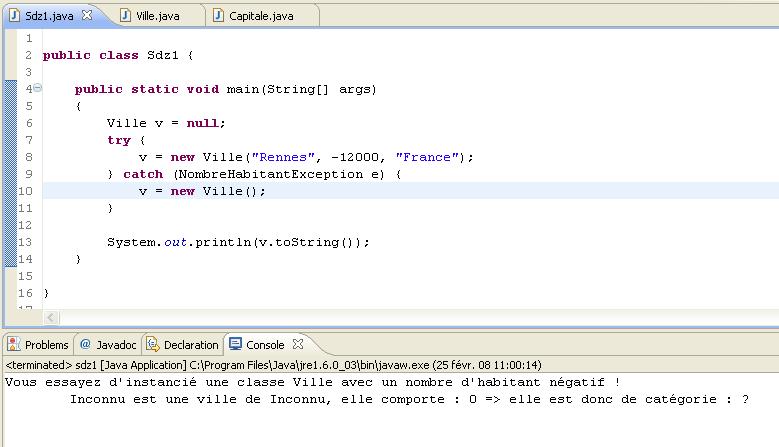 Sdz1.java Ville.java Capitale.java
1
2 public class Sdz1 {
3
4 public static void main(String[] args)
5 {
6 Ville v = null;
7 try {
8 v = new Ville("Rennes", -12000, "France");
9 } catch (NombreHabitantException e) {
10 v = new Ville();
11 }
12
13 System.out.println(v.toString());
14 }
15
16 }
17
Problems @ Javadoc Declaration Console
<terminated> sdz1 [Java Application] C:\Program Files\Java\jre1.6.0_03\bin\javaw.exe (25 févr. 08 11:00:14)
Vous essayez d'instancié une classe Ville avec un nombre d'habitant négatif !
Inconnu est une ville de Inconnu, elle comporte : 0 => elle est donc de catégorie : ?